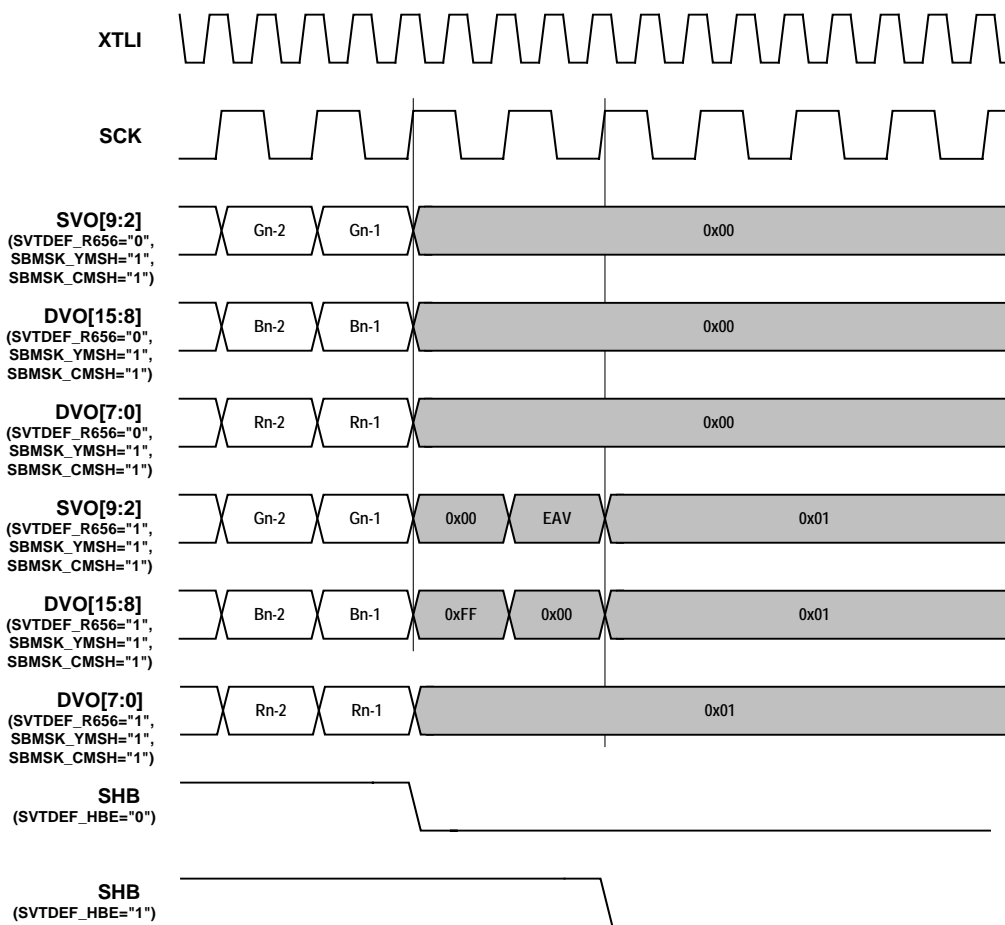 XTLI
SCK
SVO[9:2]
(SVTDEF_R656="0",
SBMSK_YMSH="1",
SBMSK_CMSH="1")
Gn-2 Gn-1 0x00
DVO[15:8]
(SVTDEF_R656="0",
SBMSK_YMSH="1",
SBMSK_CMSH="1")
Bn-2 Bn-1 0x00
DVO[7:0]
(SVTDEF_R656="0",
SBMSK_YMSH="1",
SBMSK_CMSH="1")
Rn-2 Rn-1 0x00
SVO[9:2]
(SVTDEF_R656="1",
SBMSK_YMSH="1",
SBMSK_CMSH="1")
Gn-2 Gn-1 0x00 EAV 0x01
DVO[15:8]
(SVTDEF_R656="1",
SBMSK_YMSH="1",
SBMSK_CMSH="1")
Bn-2 Bn-1 0xFF 0x00 0x01
DVO[7:0]
(SVTDEF_R656="1",
SBMSK_YMSH="1",
SBMSK_CMSH="1")
Rn-2 Rn-1 0x01
SHB
(SVTDEF_HBE="0")
SHB
(SVTDEF_HBE="1")